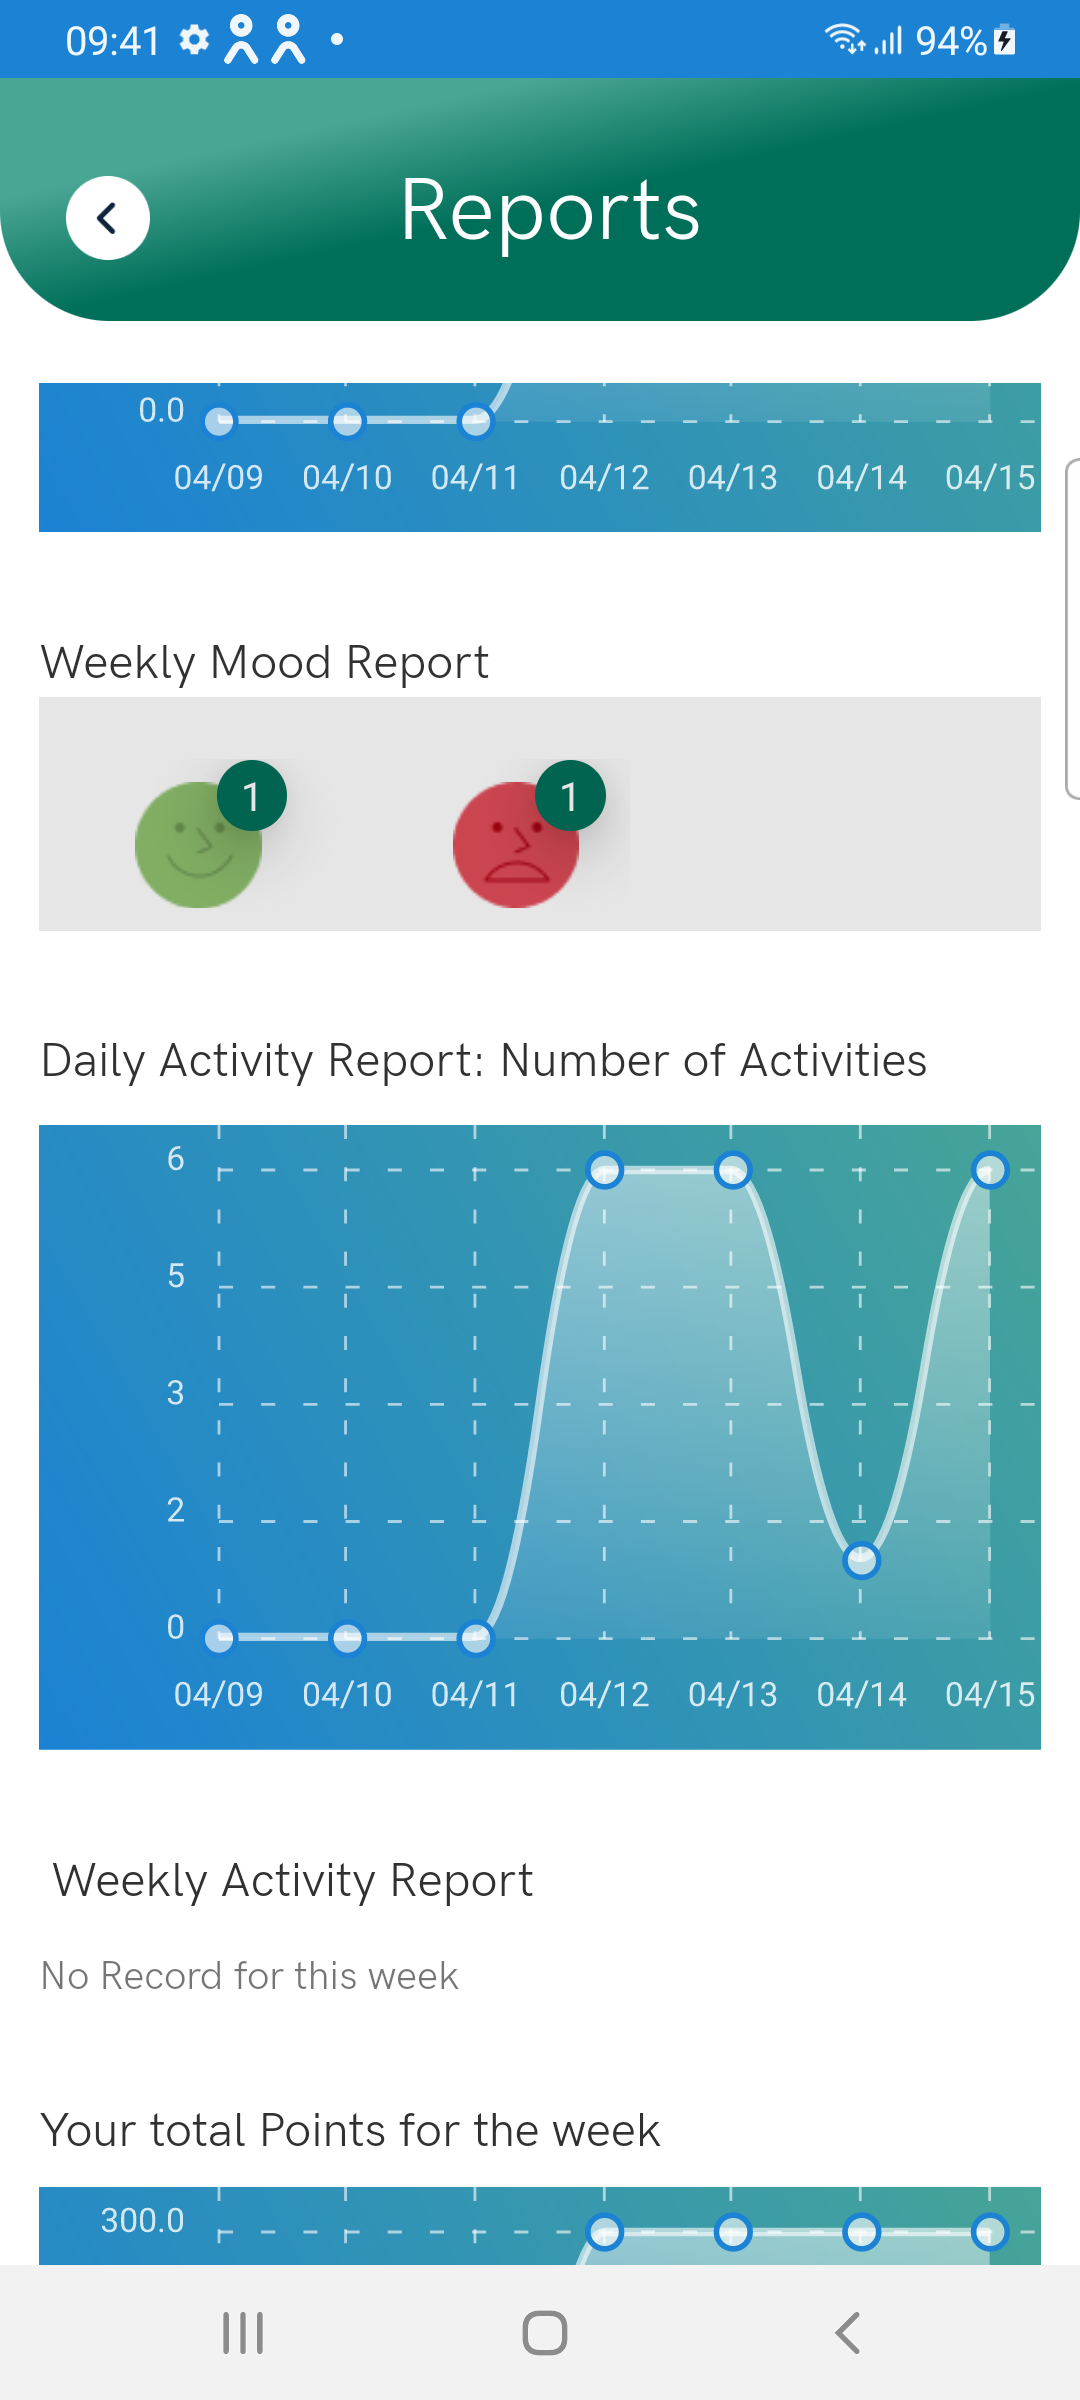 09:41 94%
Reports
0.0
04/09 04/10 04/11 04/12 04/13 04/14 04/15
Weekly Mood Report
1 1
Daily Activity Report: Number of Activities
6
5
3
2
0
04/09 04/10 04/11 04/12 04/13 04/14 04/15
Weekly Activity Report
No Record for this week
Your total Points for the week
300.0